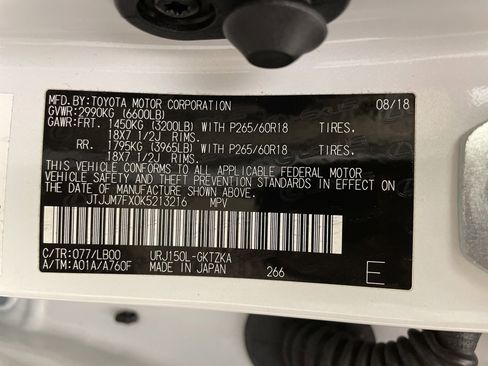 MFD. BY: TOYOTA MOTOR CORPORATION 08/18
GVWR: 2990KG (6600LB)
GAWR: FRT. 1450KG (3200LB) WITH P265/60R18 TIRES,
18X7 1/2J RIMS.
RR. 1795KG (3965LB) WITH P265/60R18 TIRES,
18X7 1/2J RIMS.
THIS VEHICLE CONFORMS TO ALL APPLICABLE FEDERAL MOTOR
VEHICLE SAFETY AND THEFT PREVENTION STANDARDS IN EFFECT
ON THE DATE OF MANUFACTURE SHOWN ABOVE.
JTJJM7FX0K5213216 MPV
C/TR: 077/LB00 URJ150L-GKTZKA
A/TM: A01A/A760F MADE IN JAPAN 266 E